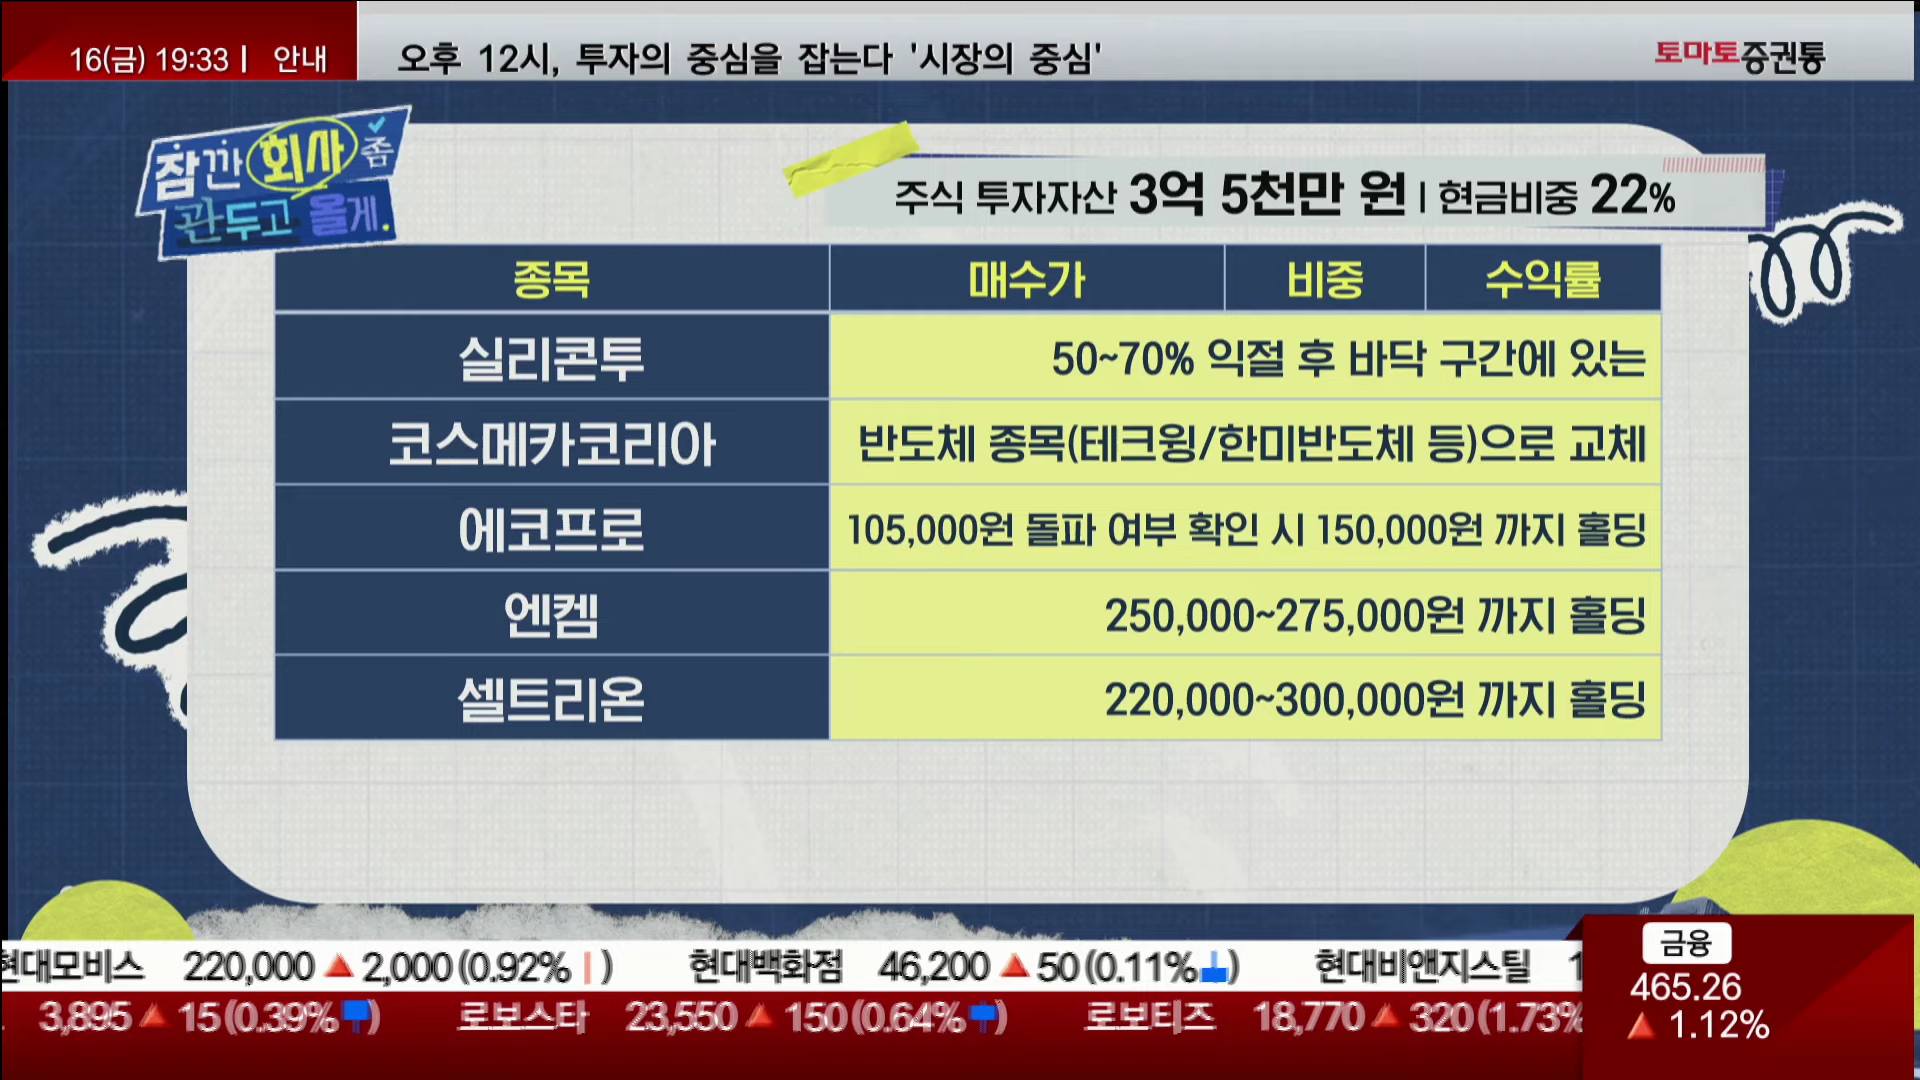 16(금) 19:33 | 안내
오후 12시, 투자의 중심을 잡는다 '시장의 중심'
토마토증권통
잠깐 회사 좀
관두고 올게.
주식 투자자산 3억 5천만 원 | 현금비중 22%
종목 매수가 비중 수익률
실리콘투 50~70% 익절 후 바닥 구간에 있는
코스메카코리아 반도체 종목(테크윙/한미반도체 등)으로 교체
에코프로 105,000원 돌파 여부 확인 시 150,000원 까지 홀딩
엔켐 250,000~275,000원 까지 홀딩
셀트리온 220,000~300,000원 까지 홀딩
현대모비스 220,000 ▲ 2,000(0.92%) 현대백화점 46,200 ▲ 50(0.11%) 현대비앤지스틸
3,895 ▲ 15(0.39%) 로보스타 23,550 ▲ 150(0.64%) 로보티즈 18,770 ▲ 320(1.73%
금융
465.26
▲ 1.12%